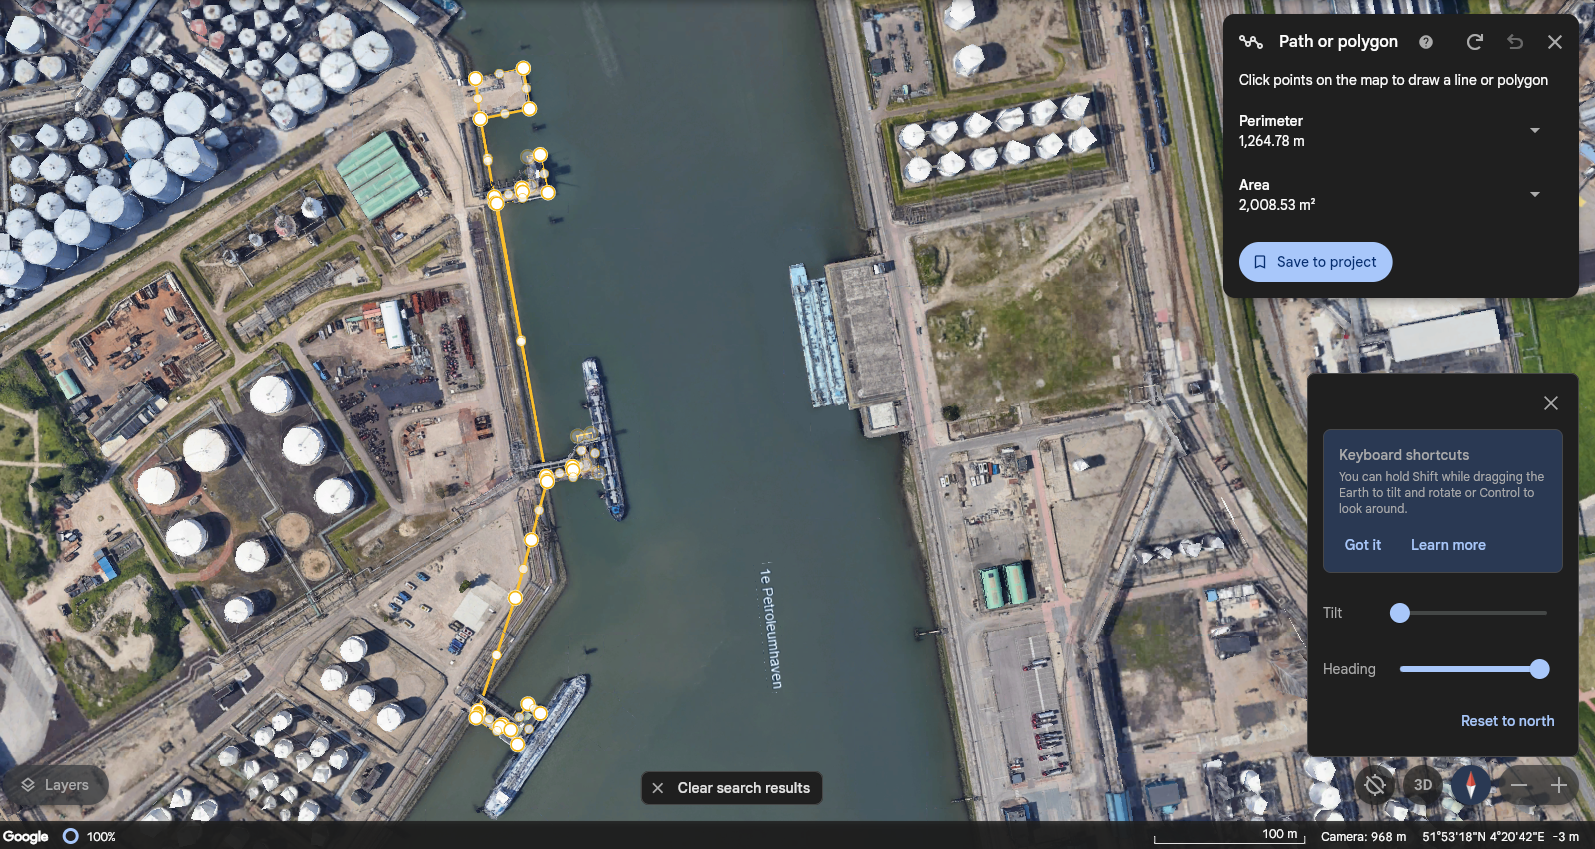 Path or polygon
Click points on the map to draw a line or polygon
Perimeter
1,264.78 m
Area
2,008.53 m²
Save to project
Keyboard shortcuts
You can hold Shift while dragging the
Earth to tilt and rotate or Control to
look around.
Got it
Learn more
Tilt
Heading
Reset to north
1e Petroleumhaven
Layers
Clear search results
3D
Google
100%
100 m
Camera: 968 m
51°53'18"N 4°20'42"E
-3 m